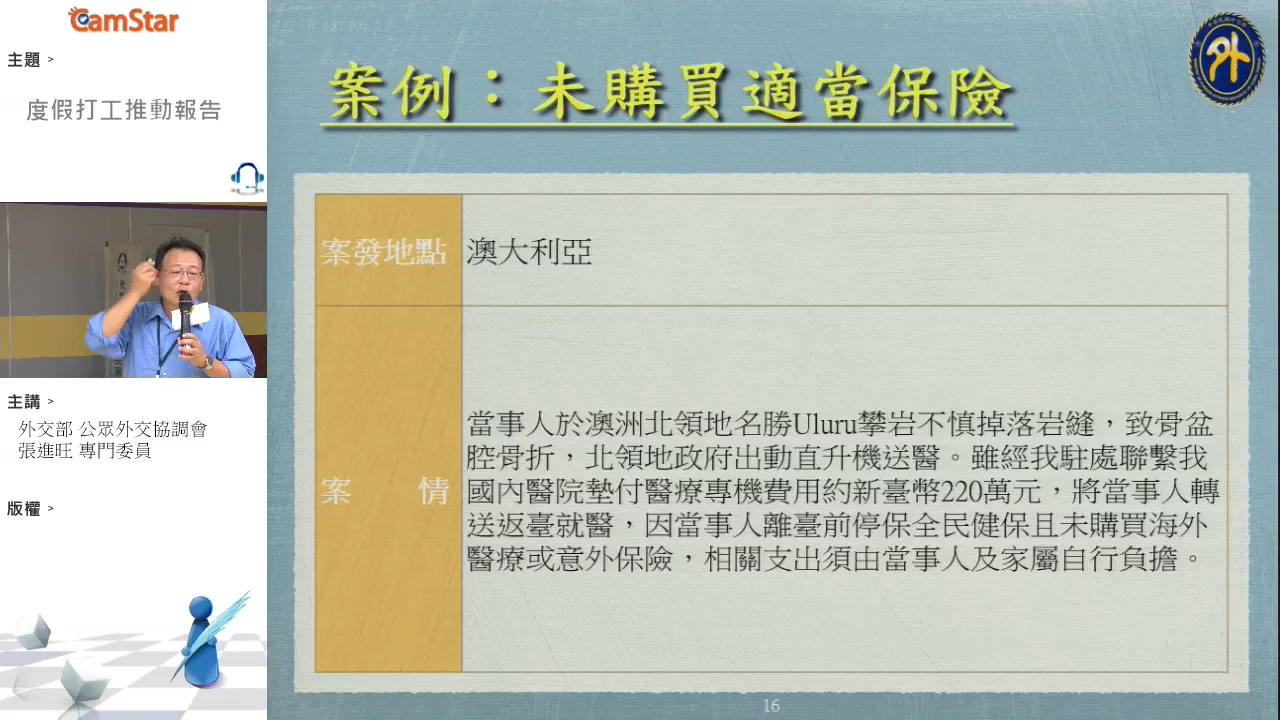 CamStar
主題 >
度假打工推動報告
主講 >
外交部 公眾外交協調會
張進旺 專門委員
版權 >
案例：未購買適當保險
案發地點
澳大利亞
案 情
當事人於澳洲北領地名勝Uluru攀岩不慎掉落岩縫，致骨盆
腔骨折，北領地政府出動直升機送醫。雖經我駐處聯繫我
國內醫院墊付醫療專機費用約新臺幣220萬元，將當事人轉
送返臺就醫，因當事人離臺前停保全民健保且未購買海外
醫療或意外保險，相關支出須由當事人及家屬自行負擔。
16
外